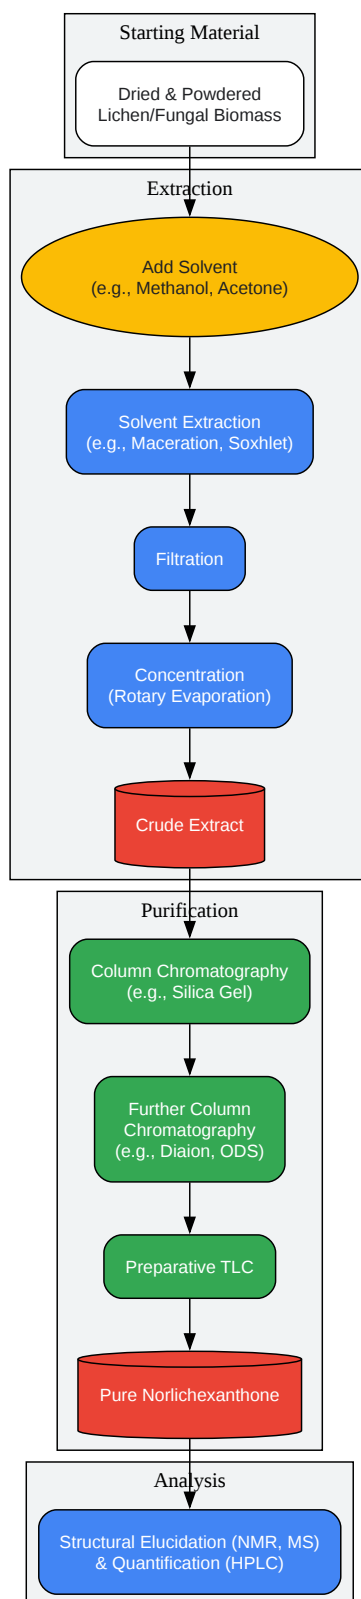 Starting Material
Dried & Powdered
Lichen/Fungal Biomass
Extraction
Add Solvent
(e.g., Methanol, Acetone)
Solvent Extraction
(e.g., Maceration, Soxhlet)
Filtration
Concentration
(Rotary Evaporation)
Crude Extract
Purification
Column Chromatography
(e.g., Silica Gel)
Further Column
Chromatography
(e.g., Diaion, ODS)
Preparative TLC
Pure Norlichexanthone
Analysis
Structural Elucidation (NMR, MS)
& Quantification (HPLC)